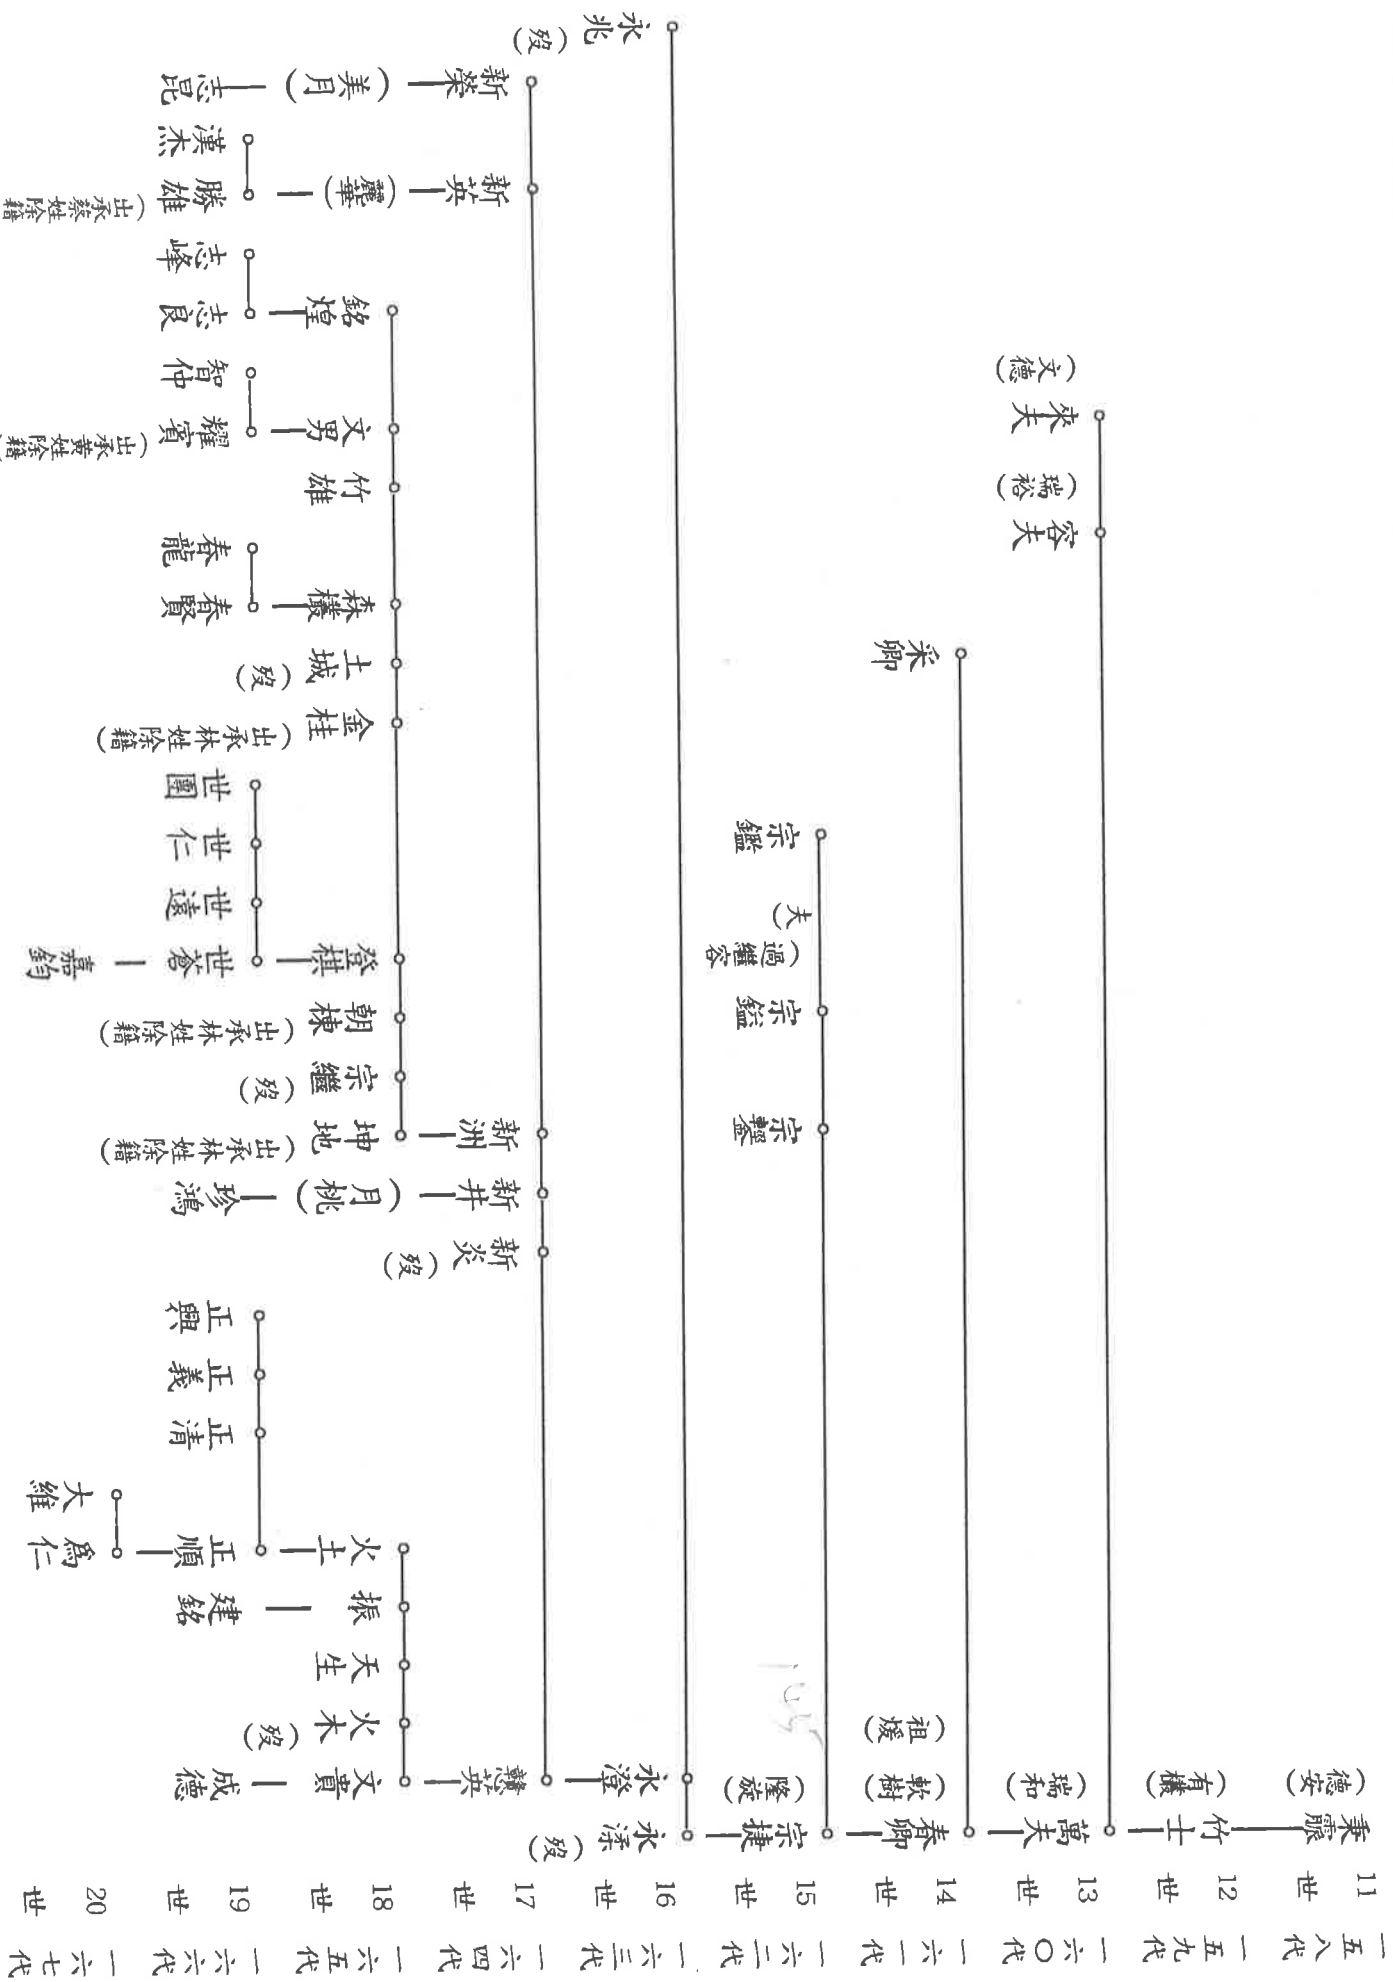 11世 一五八代
秉 (德安)
12世 一五九代
竹士 (有欉)
13世 一六〇代
萬夫 (瑞和)
容夫 (瑞裕)
來夫 (文德)
14世 一六一代
春卿 (軟樹) (祖煖)
采卿
15世 一六二代
宗捷 (隆旋)
宗
宗鎰 (過繼容夫)
宗鑑
16世 一六三代
永 (歿)
永澄
永兆 (歿)
17世 一六四代
戇英
新炎 (歿)
新井
新洲
新英
新榮
18世 一六五代
文貴
火木 (歿)
天生
振
火土
(月桃)
坤地 (出承林姓除籍)
宗繼 (歿)
朝棟 (出承林姓除籍)
登棋
金桂 (出承林姓除籍)
土城 (歿)
森欉
竹雄
文男
銘煌
(麗華)
(美月)
19世 一六六代
成德
建銘
正順
正清
正義
正興
珍鴻
世蒼
世遠
世仁
世團
春賢
春龍
耀賓 (出承黃姓除籍)
智仲
志良
志峰
勝雄 (出承蔡姓除籍
漢杰
志昆
20世 一六七代
為仁
大維
嘉鈞